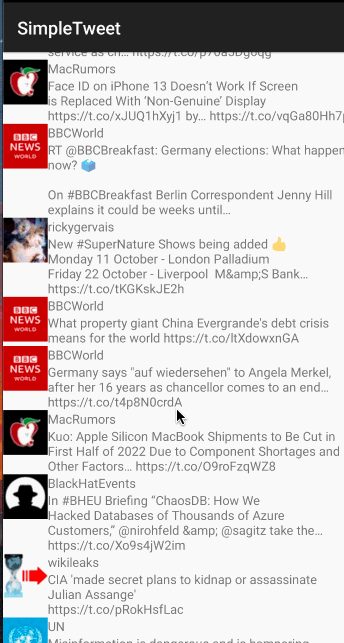 SimpleTweet
service as
MacRumors
Face ID on iPhone 13 Doesn’t Work If Screen
is Replaced With ‘Non-Genuine’ Display
https://t.co/xJUQ1hXyj1 by… https://t.co/vqGa80Hh7
BBC
NEWS
WORLD
BBCWorld
RT @BBCBreakfast: Germany elections: What happen
now? 🗳️
On #BBCBreakfast Berlin Correspondent Jenny Hill
explains it could be weeks until…
rickygervais
New #SuperNature Shows being added 👍
Monday 11 October - London Palladium
Friday 22 October - Liverpool  M&amp;S Bank…
https://t.co/tKGKskJE2h
BBC
NEWS
WORLD
BBCWorld
What property giant China Evergrande's debt crisis
means for the world https://t.co/ltXdowxnGA
BBC
NEWS
WORLD
BBCWorld
Germany says "auf wiedersehen" to Angela Merkel,
after her 16 years as chancellor comes to an end…
https://t.co/t4p8N0crdA
MacRumors
Kuo: Apple Silicon MacBook Shipments to Be Cut in
First Half of 2022 Due to Component Shortages and
Other Factors… https://t.co/O9roFzqWZ8
BlackHatEvents
In #BHEU Briefing “ChaosDB: How We
Hacked Databases of Thousands of Azure
Customers,” @nirohfeld &amp; @sagitz take the…
https://t.co/Xo9s4jW2im
wikileaks
CIA 'made secret plans to kidnap or assassinate
Julian Assange'
https://t.co/pRokHsfLac
UN
Misinformation is dangerous and is hampering